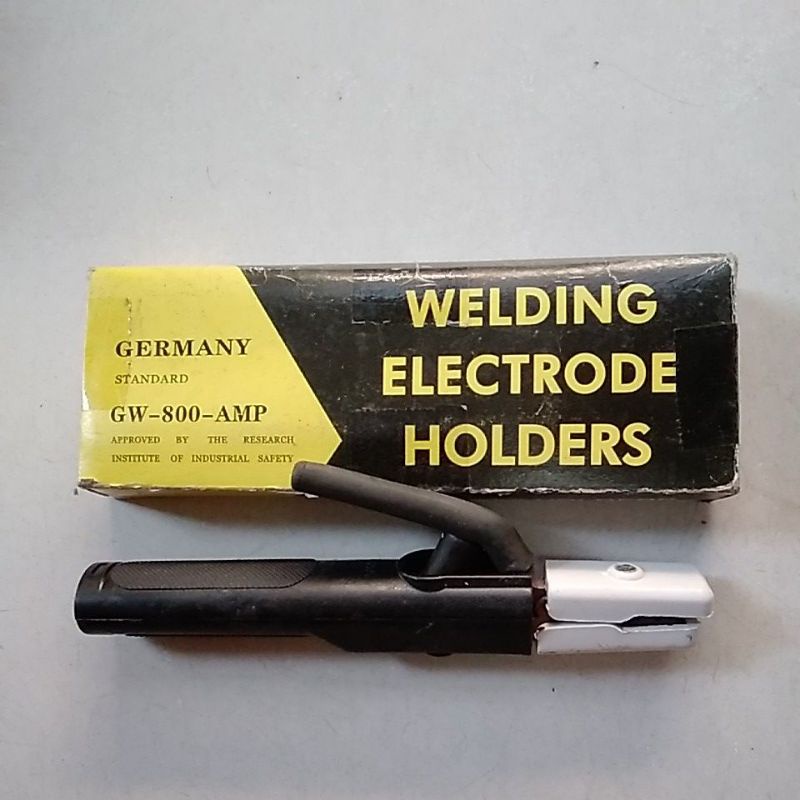 GERMANY
STANDARD
GW-800-AMP
APPROVED BY THE RESEARCH
INSTITUTE OF INDUSTRIAL SAFETY
WELDING
ELECTRODE
HOLDERS